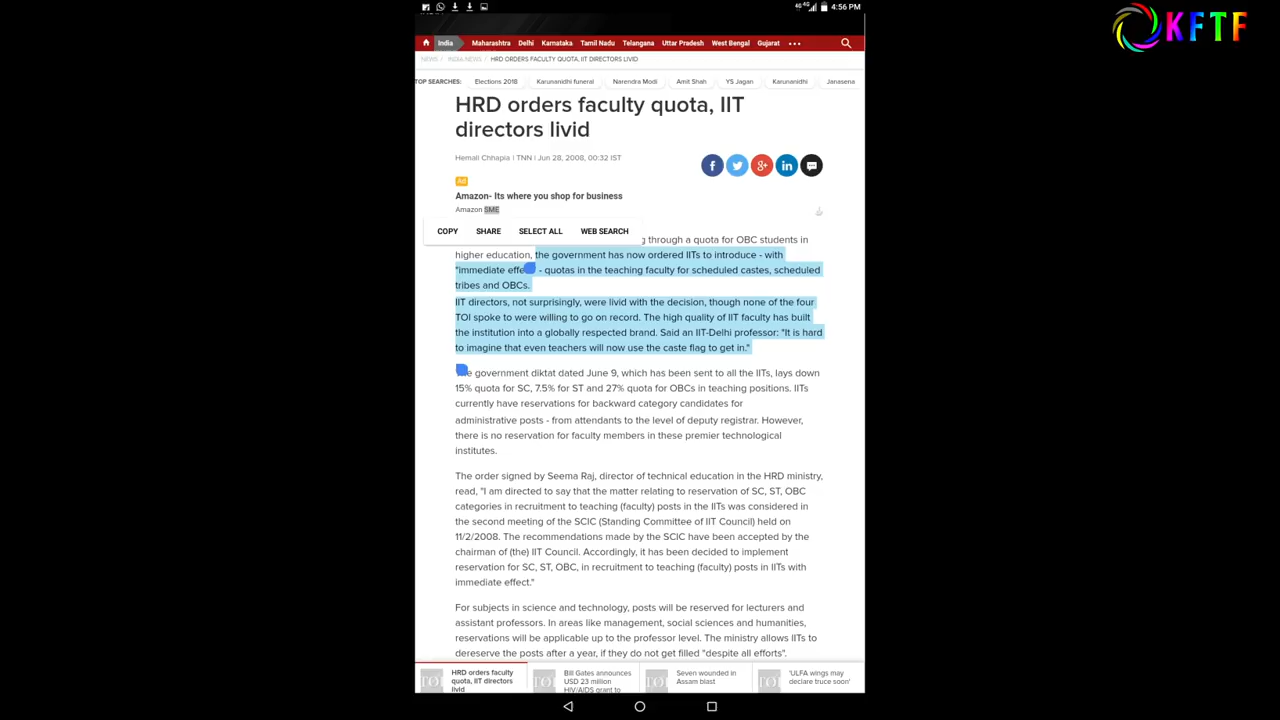 4G 4G 4:56 PM
KFTF
India Maharashtra Delhi Karnataka Tamil Nadu Telangana Uttar Pradesh West Bengal Gujarat
NEWS / INDIA NEWS / HRD ORDERS FACULTY QUOTA, IIT DIRECTORS LIVID
TOP SEARCHES: Elections 2018 Karunanidhi funeral Narendra Modi Amit Shah YS Jagan Karunanidhi Janasena
HRD orders faculty quota, IIT
directors livid
Hemali Chhapia | TNN | Jun 28, 2008, 00:32 IST
Ad
Amazon- Its where you shop for business
Amazon SME
COPY SHARE SELECT ALL WEB SEARCH
g through a quota for OBC students in
higher education, the government has now ordered IITs to introduce - with
"immediate effe - quotas in the teaching faculty for scheduled castes, scheduled
tribes and OBCs.
IIT directors, not surprisingly, were livid with the decision, though none of the four
TOI spoke to were willing to go on record. The high quality of IIT faculty has built
the institution into a globally respected brand. Said an IIT-Delhi professor: "It is hard
to imagine that even teachers will now use the caste flag to get in."
The government diktat dated June 9, which has been sent to all the IITs, lays down
15% quota for SC, 7.5% for ST and 27% quota for OBCs in teaching positions. IITs
currently have reservations for backward category candidates for
administrative posts - from attendants to the level of deputy registrar. However,
there is no reservation for faculty members in these premier technological
institutes.
The order signed by Seema Raj, director of technical education in the HRD ministry,
read, "I am directed to say that the matter relating to reservation of SC, ST, OBC
categories in recruitment to teaching (faculty) posts in the IITs was considered in
the second meeting of the SCIC (Standing Committee of IIT Council) held on
11/2/2008. The recommendations made by the SCIC have been accepted by the
chairman of (the) IIT Council. Accordingly, it has been decided to implement
reservation for SC, ST, OBC, in recruitment to teaching (faculty) posts in IITs with
immediate effect."
For subjects in science and technology, posts will be reserved for lecturers and
assistant professors. In areas like management, social sciences and humanities,
reservations will be applicable up to the professor level. The ministry allows IITs to
dereserve the posts after a year, if they do not get filled "despite all efforts".
TOI HRD orders faculty
quota, IIT directors
livid
TOI Bill Gates announces
USD 23 million
HIV/AIDS grant to
TOI Seven wounded in
Assam blast
TOI 'ULFA wings may
declare truce soon'